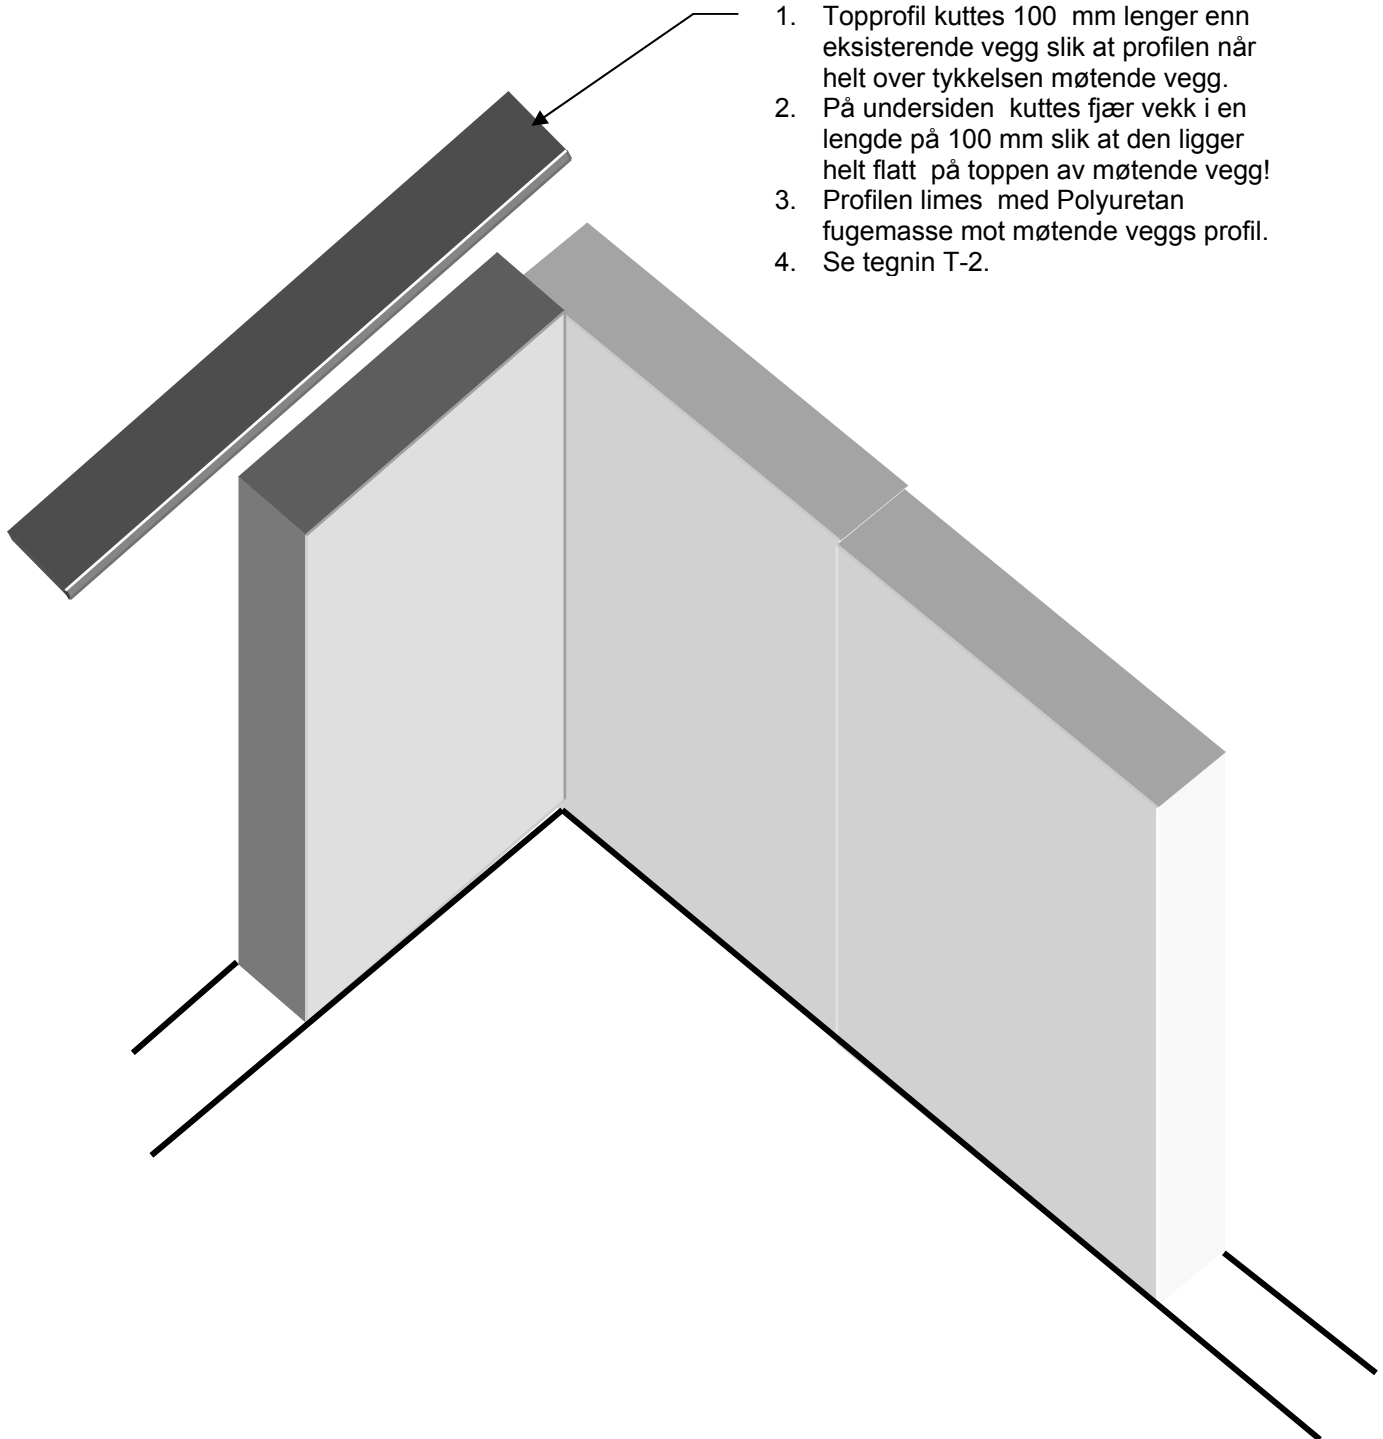 1. Topprofil kuttes 100 mm lenger enn
eksisterende vegg slik at profilen når
helt over tykkelsen møtende vegg.
2. På undersiden kuttes fjær vekk i en
lengde på 100 mm slik at den ligger
helt flatt på toppen av møtende vegg!
3. Profilen limes med Polyuretan
fugemasse mot møtende veggs profil.
4. Se tegnin T-2.